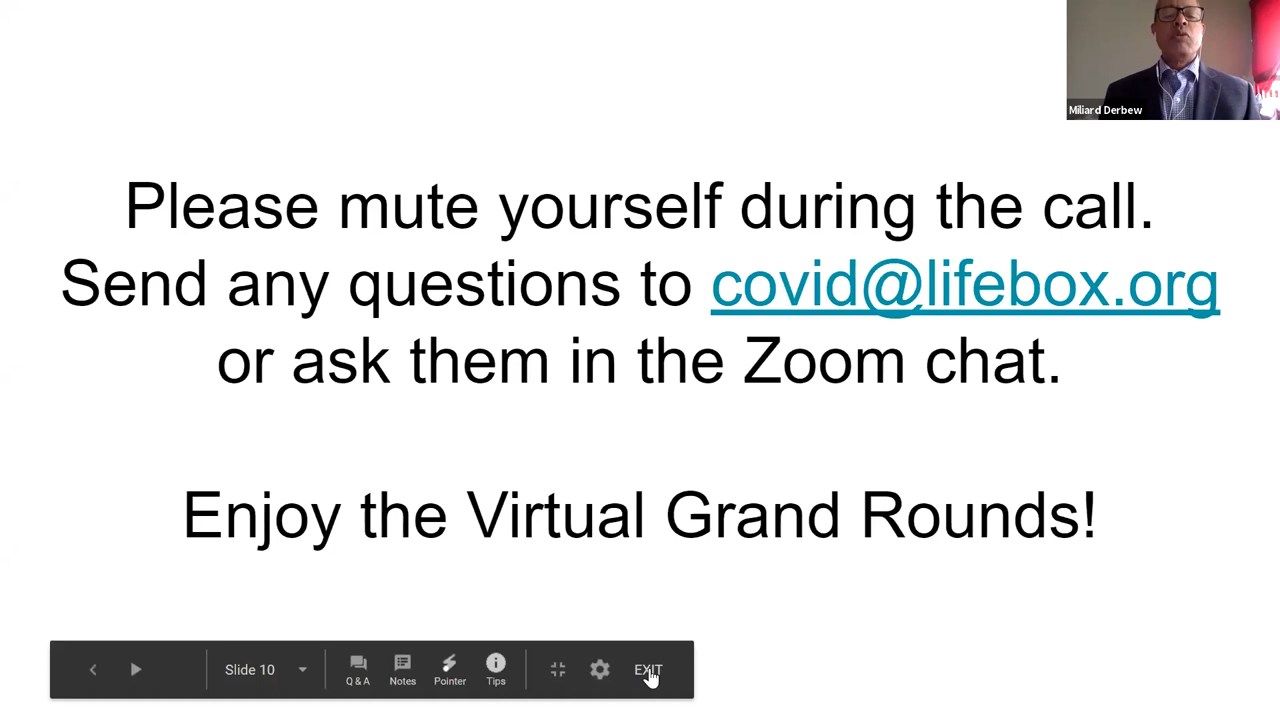 Miliard Derbew
Please mute yourself during the call.
Send any questions to covid@lifebox.org
or ask them in the Zoom chat.
Enjoy the Virtual Grand Rounds!
Slide 10
Q & A
Notes
Pointer
Tips
EXIT